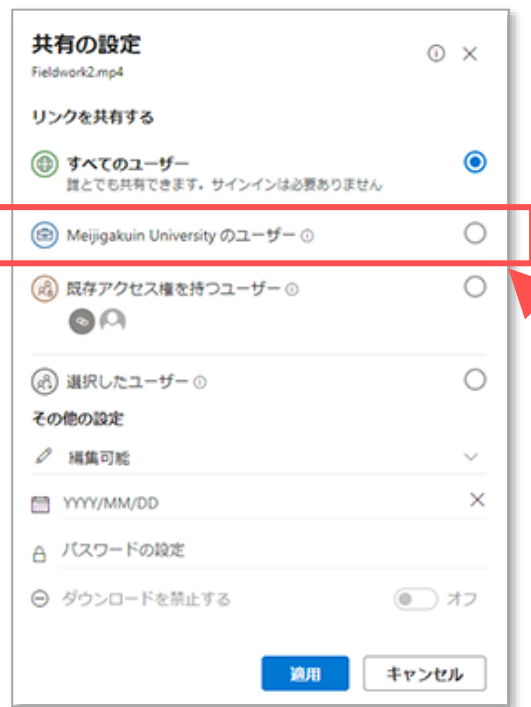 共有の設定
Fieldwork2.mp4
リンクを共有する
すべてのユーザー
誰とでも共有できます。サインインは必要ありません
Meijigakuin University のユーザー
既存アクセス権を持つユーザー
選択したユーザー
その他の設定
編集可能
YYYY/MM/DD
パスワードの設定
ダウンロードを禁止する オフ
適用 キャンセル